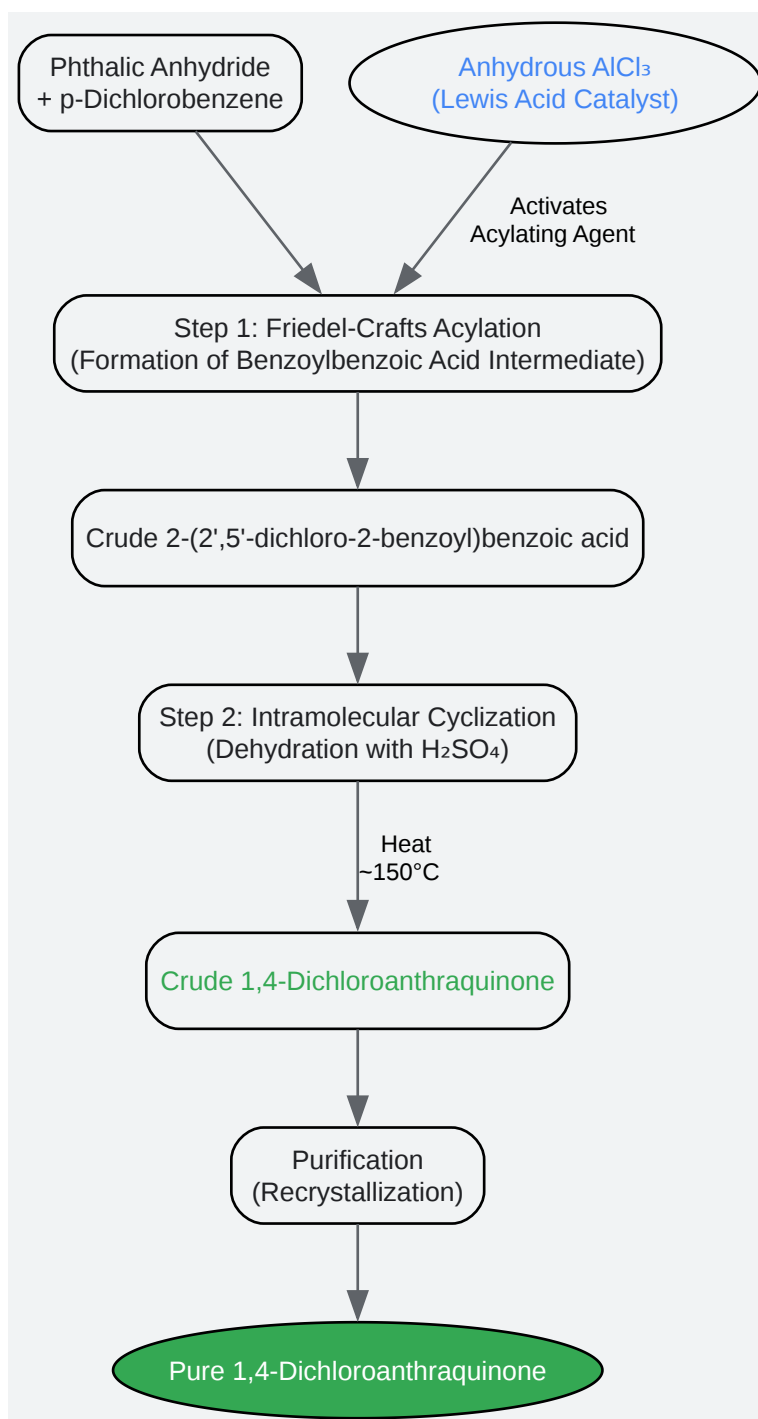 Phthalic Anhydride
+ p-Dichlorobenzene
Anhydrous AlCl₃
(Lewis Acid Catalyst)
Activates
Acylating Agent
Step 1: Friedel-Crafts Acylation
(Formation of Benzoylbenzoic Acid Intermediate)
Crude 2-(2',5'-dichloro-2-benzoyl)benzoic acid
Step 2: Intramolecular Cyclization
(Dehydration with H₂SO₄)
Heat
~150°C
Crude 1,4-Dichloroanthraquinone
Purification
(Recrystallization)
Pure 1,4-Dichloroanthraquinone